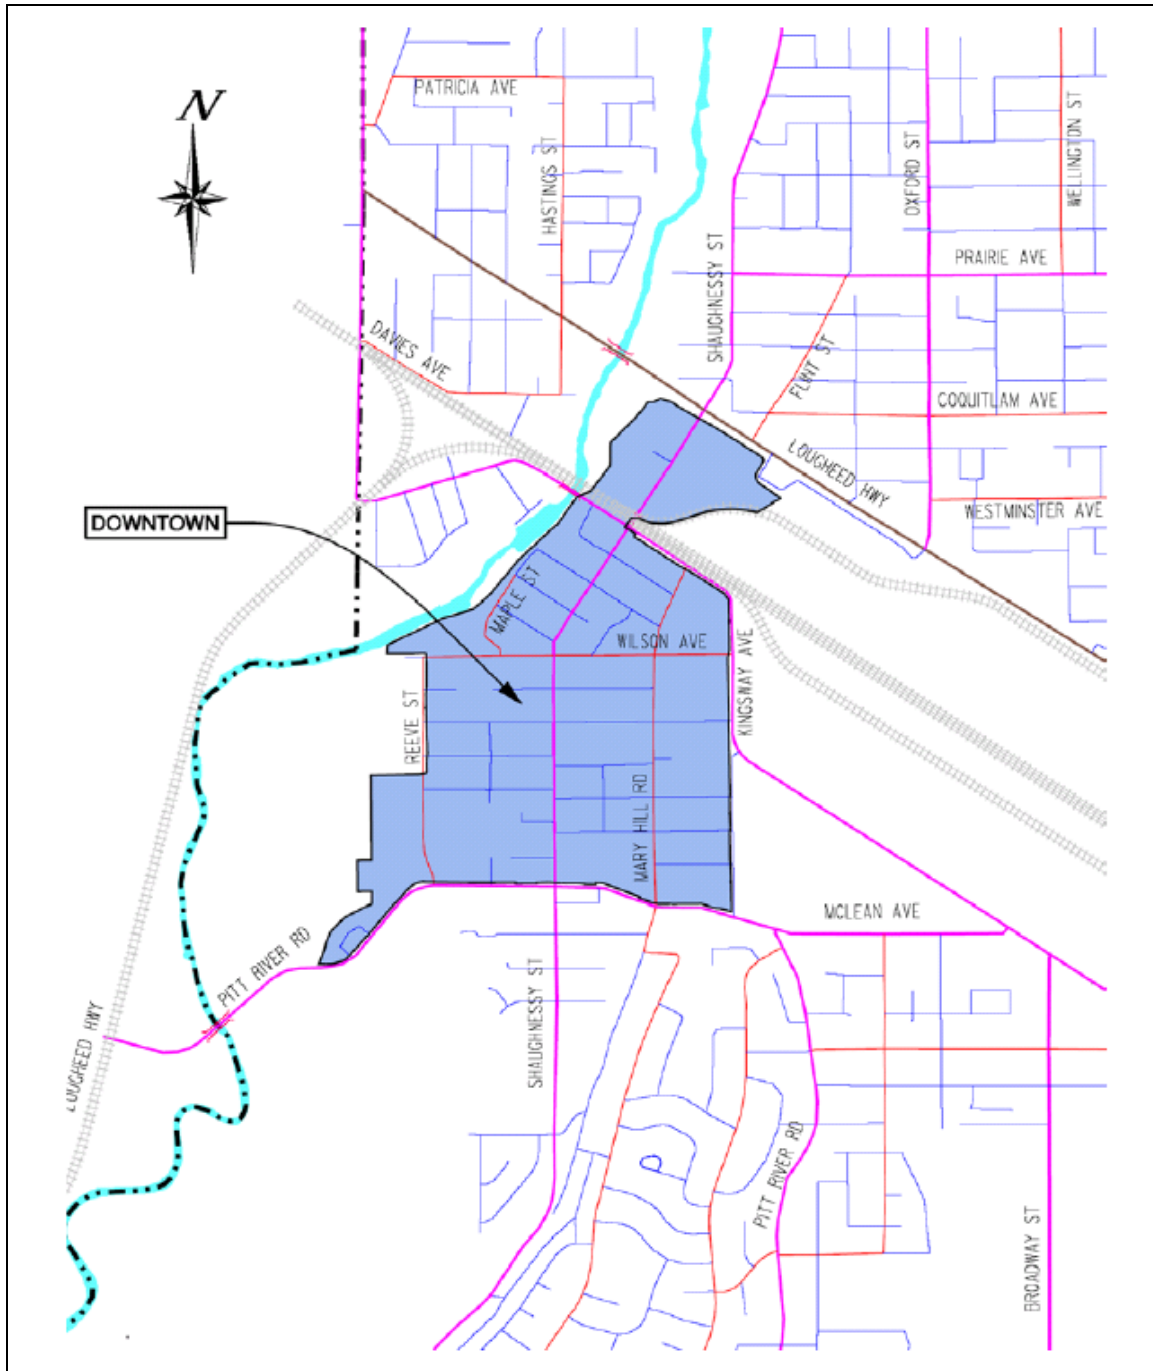 N
PATRICIA AVE
HASTINGS ST
OXFORD ST
WELLINGTON ST
SHAUGHNESSY ST
PRAIRIE AVE
DAVIES AVE
FLINT ST
COQUITLAM AVE
LOUGHEED HWY
WESTMINSTER AVE
DOWNTOWN
MAPLE ST
WILSON AVE
REEVE ST
KINGSWAY AVE
MARY HILL RD
MCLEAN AVE
PITT RIVER RD
SHAUGHNESSY ST
LOUGHEED HWY
PITT RIVER RD
BROADWAY ST